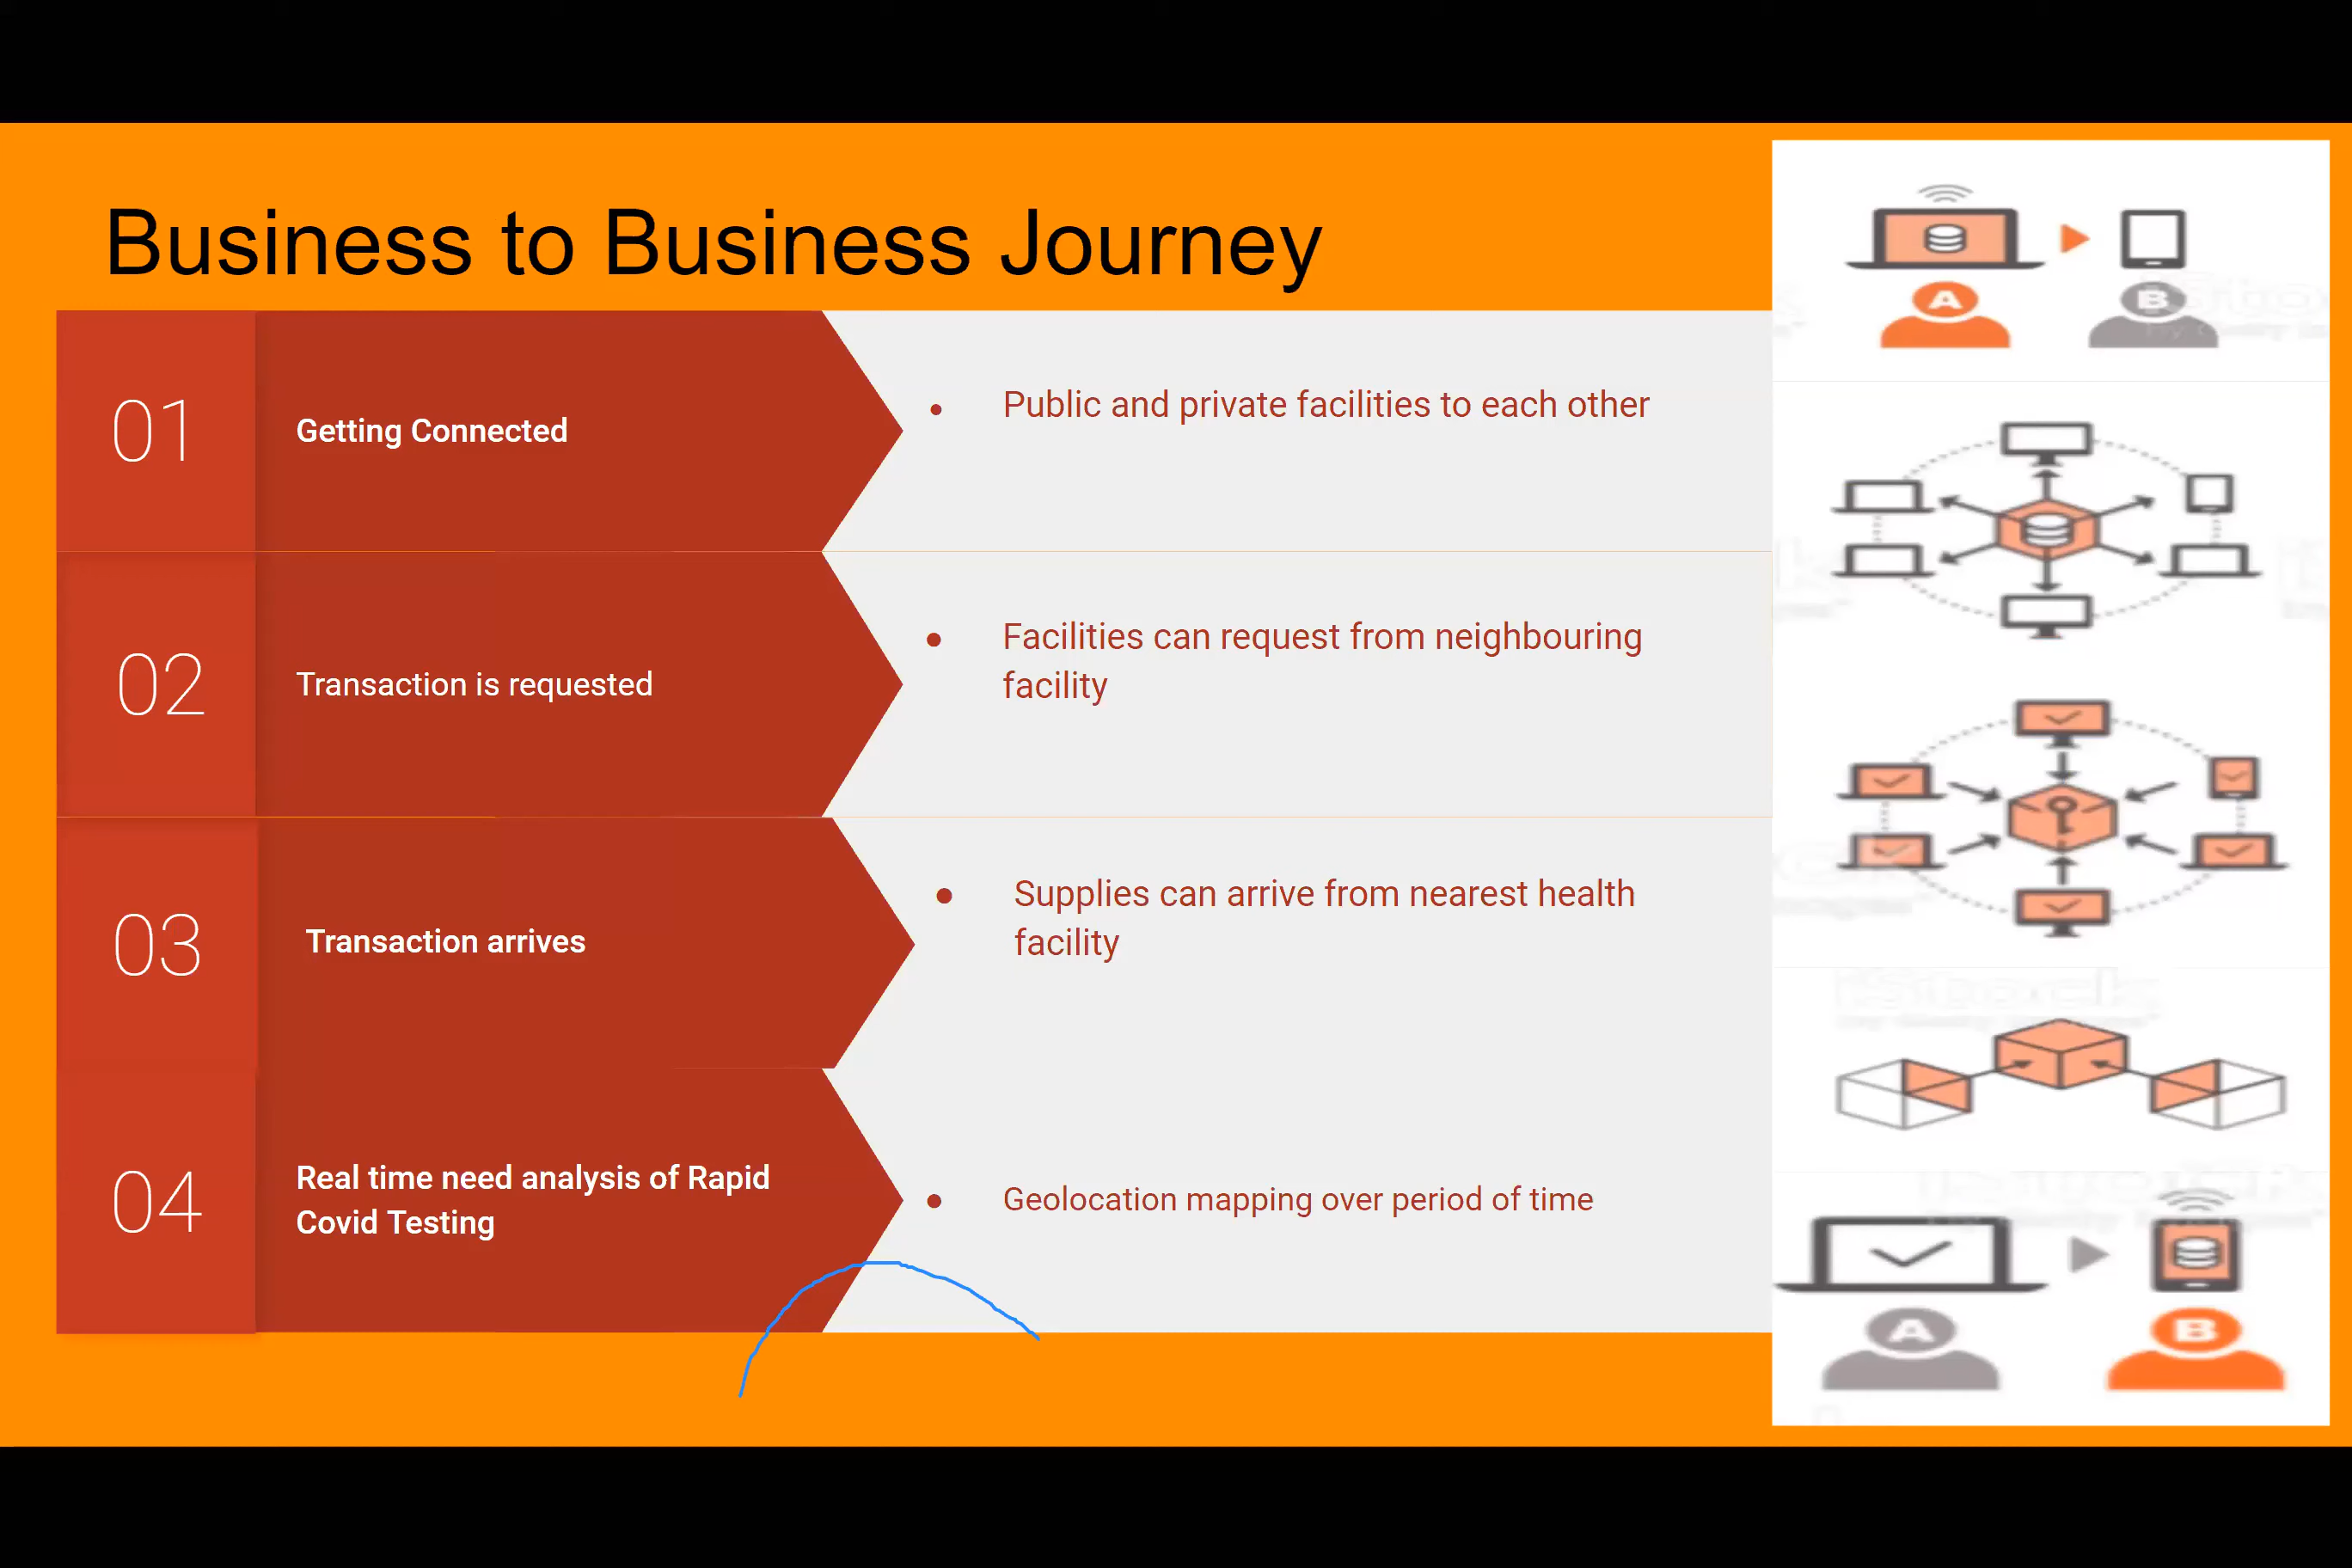 Business to Business Journey
01
Getting Connected
• Public and private facilities to each other
02
Transaction is requested
• Facilities can request from neighbouring
facility
03
Transaction arrives
• Supplies can arrive from nearest health
facility
04
Real time need analysis of Rapid
Covid Testing
• Geolocation mapping over period of time
A
B
A
B